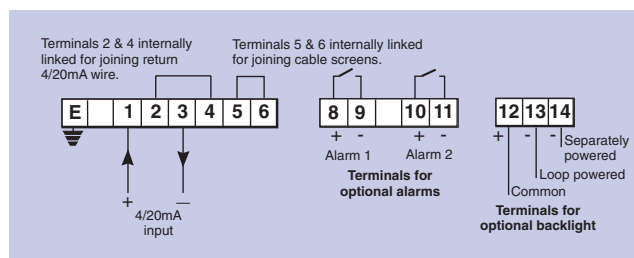 Terminals 2 & 4 internally
linked for joining return
4/20mA wire.
Terminals 5 & 6 internally linked
for joining cable screens.
E 1 2 3 4 5 6
+ —
4/20mA
input
8 9 10 11
+ - + -
Alarm 1 Alarm 2
Terminals for
optional alarms
12 13 14
+ - -
Separately
powered
Loop powered
Common
Terminals for
optional backlight